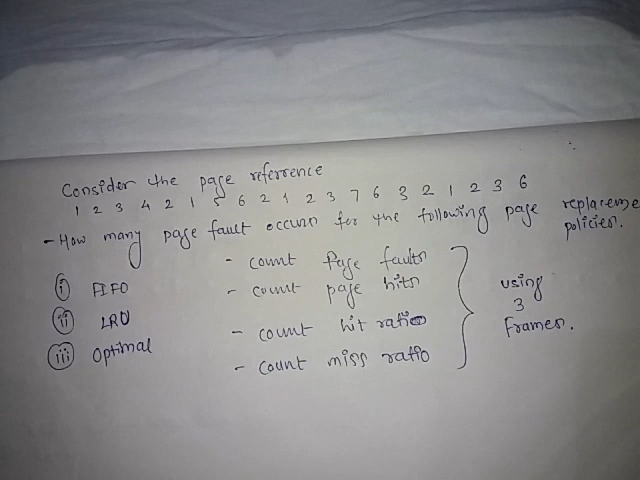 Consider the page reference
1 2 3 4 2 1 5 6 2 1 2 3 7 6 3 2 1 2 3 6
- How many page fault occurs for the following page replaceme
policies.
(i) FIFO - count Page faults
(ii) LRU - count page hits
(iii) Optimal - count hit ratio
- count miss ratio
using
3
Frames.